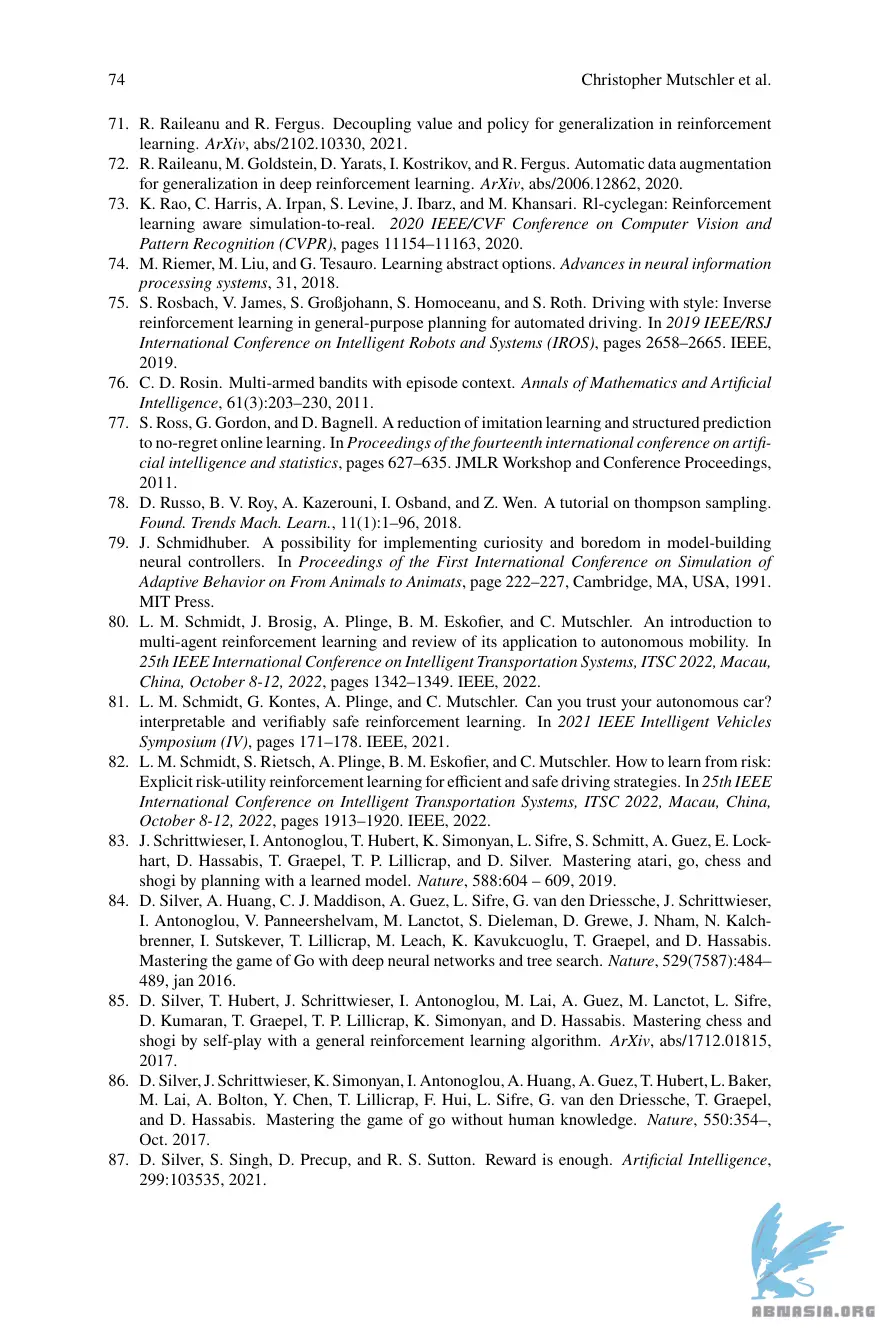 74 Christopher Mutschler et al.
71. R. Raileanu and R. Fergus. Decoupling value and policy for generalization in reinforcement
learning. ArXiv, abs/2102.10330, 2021.
72. R. Raileanu, M. Goldstein, D. Yarats, I. Kostrikov, and R. Fergus. Automatic data augmentation
for generalization in deep reinforcement learning. ArXiv, abs/2006.12862, 2020.
73. K. Rao, C. Harris, A. Irpan, S. Levine, J. Ibarz, and M. Khansari. Rl-cyclegan: Reinforcement
learning aware simulation-to-real. 2020 IEEE/CVF Conference on Computer Vision and
Pattern Recognition (CVPR), pages 11154–11163, 2020.
74. M. Riemer, M. Liu, and G. Tesauro. Learning abstract options. Advances in neural information
processing systems, 31, 2018.
75. S. Rosbach, V. James, S. Großjohann, S. Homoceanu, and S. Roth. Driving with style: Inverse
reinforcement learning in general-purpose planning for automated driving. In 2019 IEEE/RSJ
International Conference on Intelligent Robots and Systems (IROS), pages 2658–2665. IEEE,
2019.
76. C. D. Rosin. Multi-armed bandits with episode context. Annals of Mathematics and Artificial
Intelligence, 61(3):203–230, 2011.
77. S. Ross, G. Gordon, and D. Bagnell. A reduction of imitation learning and structured prediction
to no-regret online learning. In Proceedings of the fourteenth international conference on artifi-
cial intelligence and statistics, pages 627–635. JMLR Workshop and Conference Proceedings,
2011.
78. D. Russo, B. V. Roy, A. Kazerouni, I. Osband, and Z. Wen. A tutorial on thompson sampling.
Found. Trends Mach. Learn., 11(1):1–96, 2018.
79. J. Schmidhuber. A possibility for implementing curiosity and boredom in model-building
neural controllers. In Proceedings of the First International Conference on Simulation of
Adaptive Behavior on From Animals to Animats, page 222–227, Cambridge, MA, USA, 1991.
MIT Press.
80. L. M. Schmidt, J. Brosig, A. Plinge, B. M. Eskofier, and C. Mutschler. An introduction to
multi-agent reinforcement learning and review of its application to autonomous mobility. In
25th IEEE International Conference on Intelligent Transportation Systems, ITSC 2022, Macau,
China, October 8-12, 2022, pages 1342–1349. IEEE, 2022.
81. L. M. Schmidt, G. Kontes, A. Plinge, and C. Mutschler. Can you trust your autonomous car?
interpretable and verifiably safe reinforcement learning. In 2021 IEEE Intelligent Vehicles
Symposium (IV), pages 171–178. IEEE, 2021.
82. L. M. Schmidt, S. Rietsch, A. Plinge, B. M. Eskofier, and C. Mutschler. How to learn from risk:
Explicit risk-utility reinforcement learning for efficient and safe driving strategies. In 25th IEEE
International Conference on Intelligent Transportation Systems, ITSC 2022, Macau, China,
October 8-12, 2022, pages 1913–1920. IEEE, 2022.
83. J. Schrittwieser, I. Antonoglou, T. Hubert, K. Simonyan, L. Sifre, S. Schmitt, A. Guez, E. Lock-
hart, D. Hassabis, T. Graepel, T. P. Lillicrap, and D. Silver. Mastering atari, go, chess and
shogi by planning with a learned model. Nature, 588:604 – 609, 2019.
84. D. Silver, A. Huang, C. J. Maddison, A. Guez, L. Sifre, G. van den Driessche, J. Schrittwieser,
I. Antonoglou, V. Panneershelvam, M. Lanctot, S. Dieleman, D. Grewe, J. Nham, N. Kalch-
brenner, I. Sutskever, T. Lillicrap, M. Leach, K. Kavukcuoglu, T. Graepel, and D. Hassabis.
Mastering the game of Go with deep neural networks and tree search. Nature, 529(7587):484–
489, jan 2016.
85. D. Silver, T. Hubert, J. Schrittwieser, I. Antonoglou, M. Lai, A. Guez, M. Lanctot, L. Sifre,
D. Kumaran, T. Graepel, T. P. Lillicrap, K. Simonyan, and D. Hassabis. Mastering chess and
shogi by self-play with a general reinforcement learning algorithm. ArXiv, abs/1712.01815,
2017.
86. D. Silver, J. Schrittwieser, K. Simonyan, I. Antonoglou, A. Huang, A. Guez, T. Hubert, L. Baker,
M. Lai, A. Bolton, Y. Chen, T. Lillicrap, F. Hui, L. Sifre, G. van den Driessche, T. Graepel,
and D. Hassabis. Mastering the game of go without human knowledge. Nature, 550:354–,
Oct. 2017.
87. D. Silver, S. Singh, D. Precup, and R. S. Sutton. Reward is enough. Artificial Intelligence,
299:103535, 2021.
ABNASIA.ORG